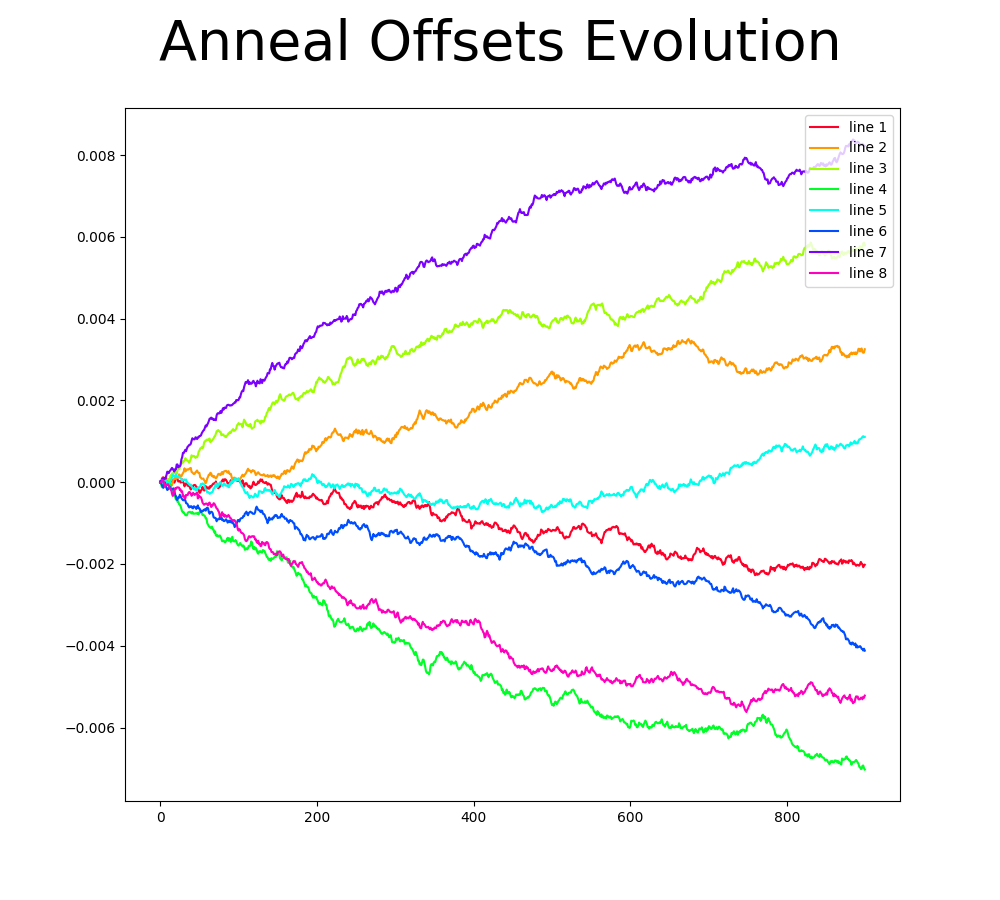 Anneal Offsets Evolution
line 1
line 2
line 3
line 4
line 5
line 6
line 7
line 8
0.008
0.006
0.004
0.002
0.000
−0.002
−0.004
−0.006
0
200
400
600
800